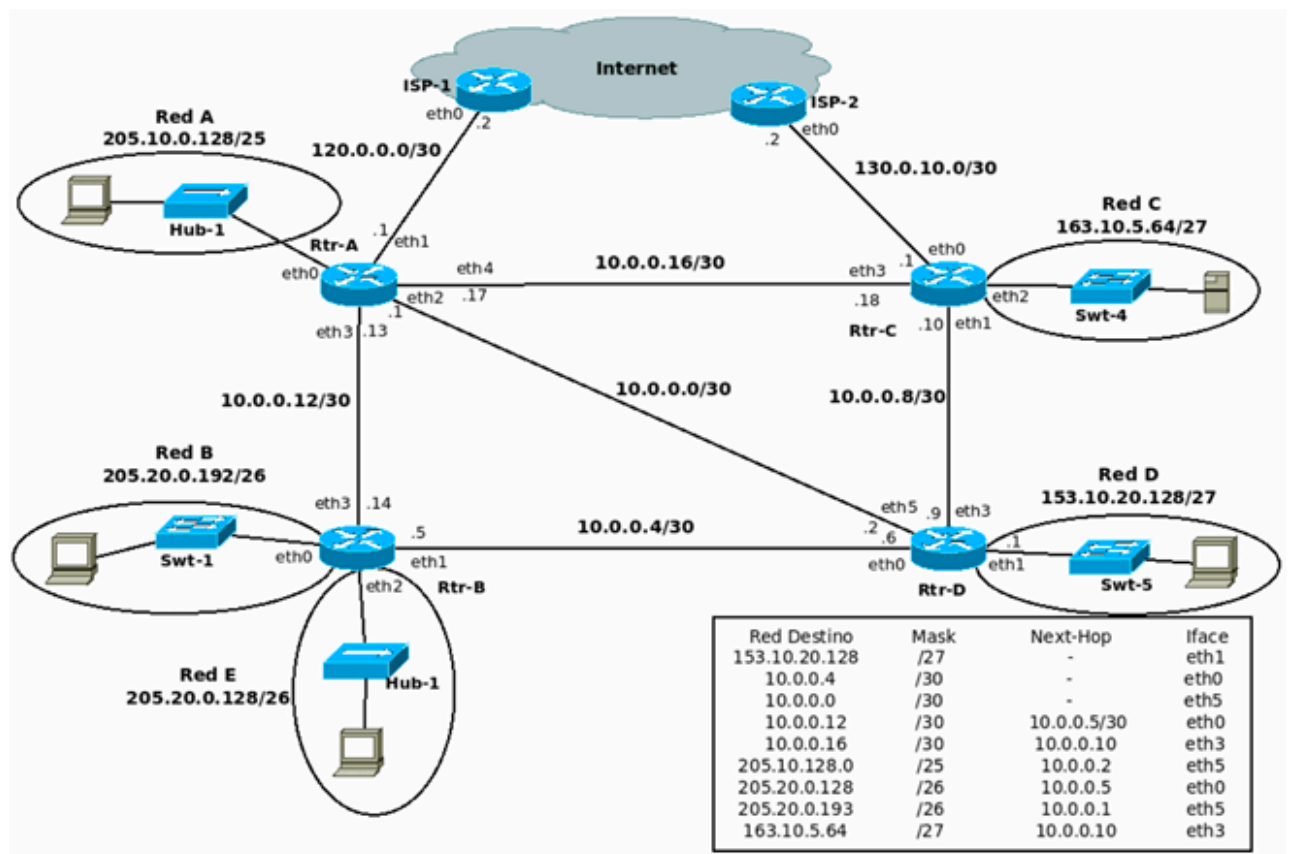 Internet
ISP-1
eth0
.2
ISP-2
eth0
.2
Red A
205.10.0.128/25
120.0.0.0/30
130.0.10.0/30
Hub-1
Red C
163.10.5.64/27
Rtr-A
.1
eth1
eth0
eth4
.17
10.0.0.16/30
eth3
.18
.1
eth0
eth2
Swt-4
eth2
.1
eth3
.13
Rtr-C
.10
eth1
10.0.0.12/30
10.0.0.0/30
10.0.0.8/30
Red B
205.20.0.192/26
Red D
153.10.20.128/27
eth3
.14
eth5
.9
eth3
.2
.6
.5
10.0.0.4/30
Swt-1
eth0
eth1
eth2
Rtr-B
eth0
.1
eth1
Rtr-D
Swt-5
Red E
205.20.0.128/26
Hub-1
Red Destino Mask Next-Hop Iface
153.10.20.128 /27 - eth1
10.0.0.4 /30 - eth0
10.0.0.0 /30 - eth5
10.0.0.12 /30 10.0.0.5/30 eth0
10.0.0.16 /30 10.0.0.10 eth3
205.10.128.0 /25 10.0.0.2 eth5
205.20.0.128 /26 10.0.0.5 eth0
205.20.0.193 /26 10.0.0.1 eth5
163.10.5.64 /27 10.0.0.10 eth3